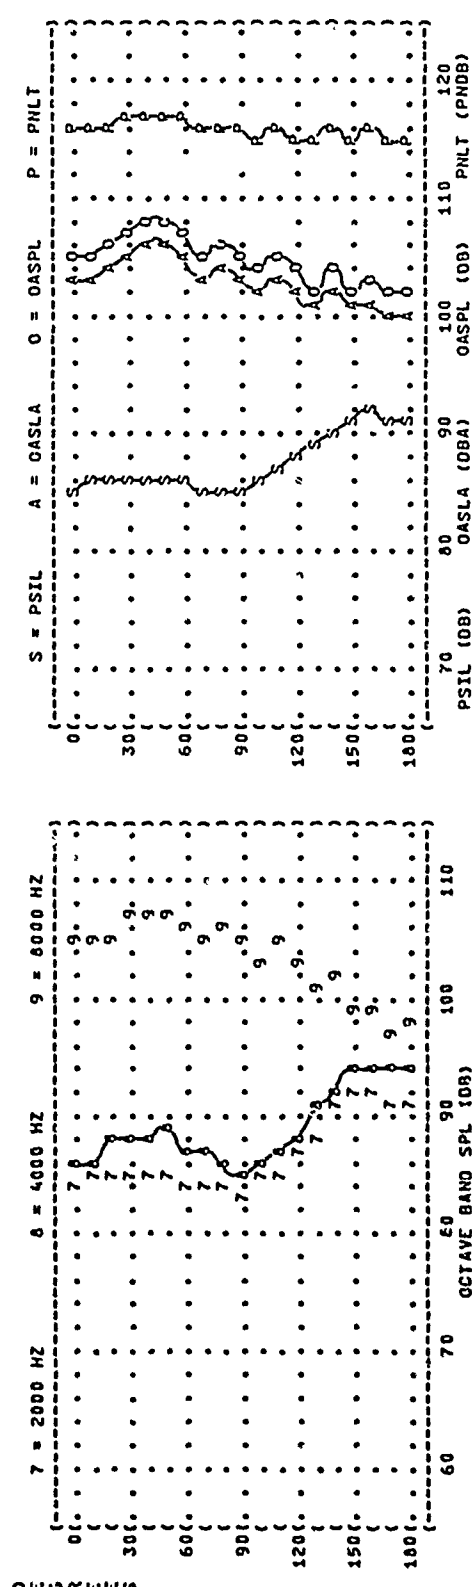 7 = 2000 HZ 8 = 4000 HZ 9 = 8000 HZ
0
30
60
90
120
150
180
60 70 80 90 100 110
OCTAVE BAND SPL (DB)
S = PSIL A = OASLA O = OASPL P = PNLT
0
30
60
90
120
150
180
70 80 90 100 110 120
PSIL (DB) OASLA (DBA) OASPL (DB) PNLT (PNDB)